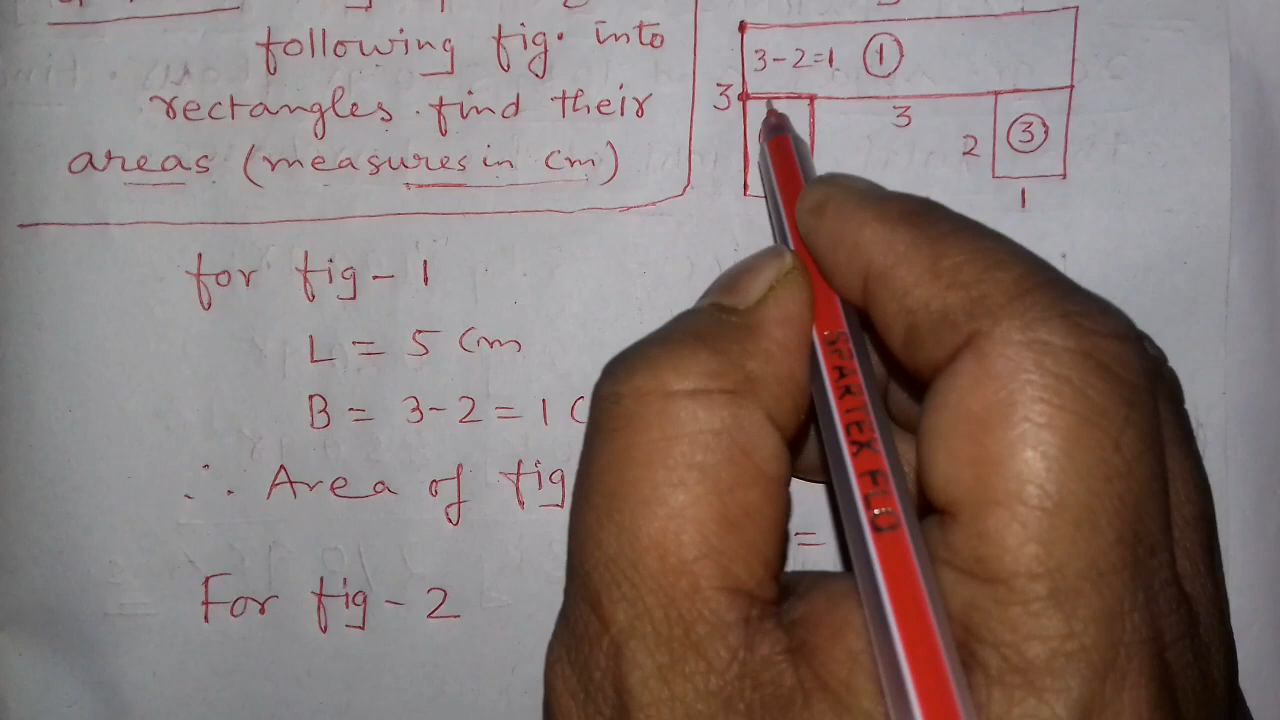 following fig. into
rectangles. find their
areas (measures in cm)
3-2=1 1
3
3
2 3
1
for fig-1
L = 5 cm
B = 3-2 = 1 C
∴ Area of fig
=
For fig-2
SPARTEX FLO